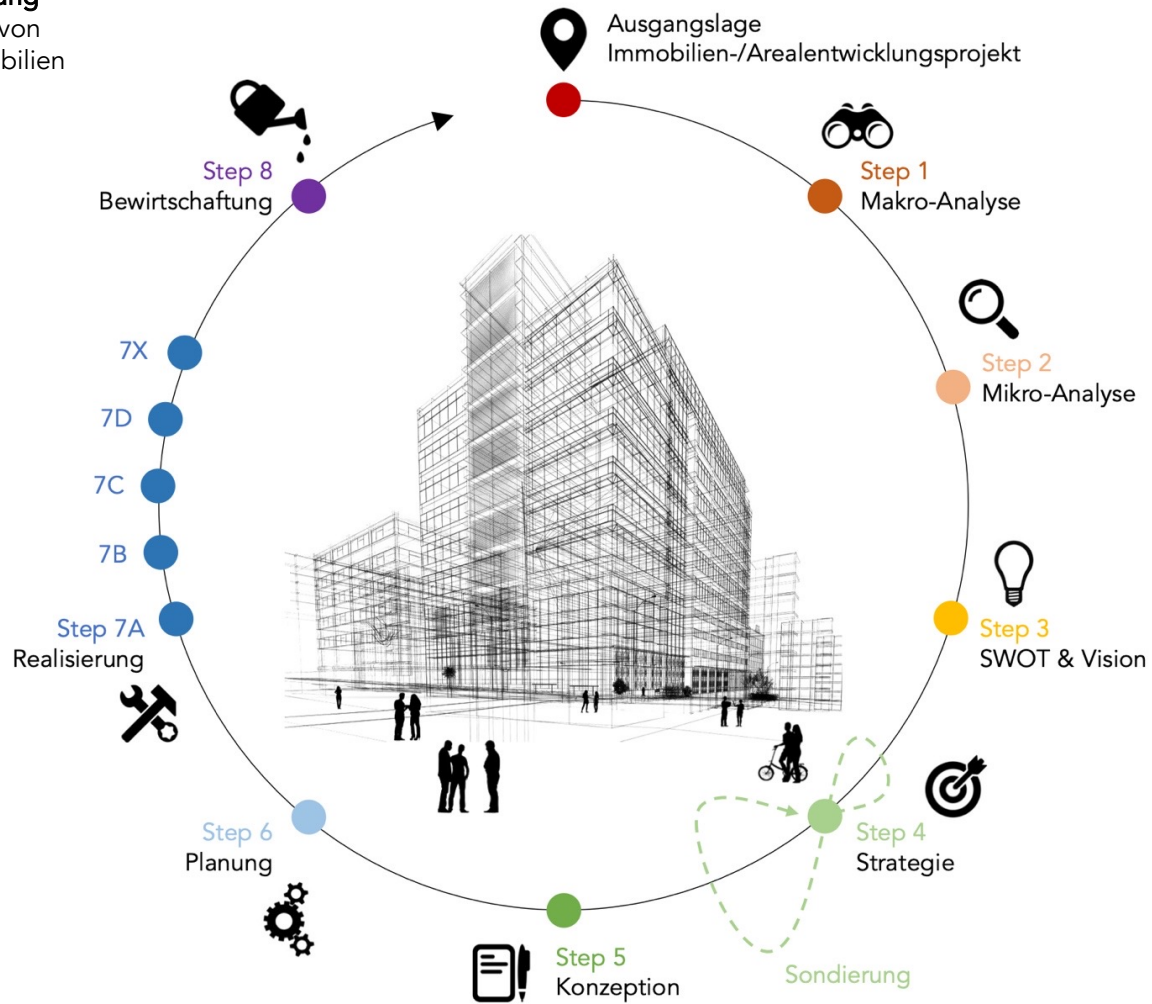 von
Ausgangslage
Immobilien-/Arealentwicklungsprojekt
Step 1
Makro-Analyse
Step 2
Mikro-Analyse
Step 3
SWOT & Vision
Step 4
Strategie
Sondierung
Step 5
Konzeption
Step 6
Planung
Step 7A
Realisierung
7B
7C
7D
7X
Step 8
Bewirtschaftung